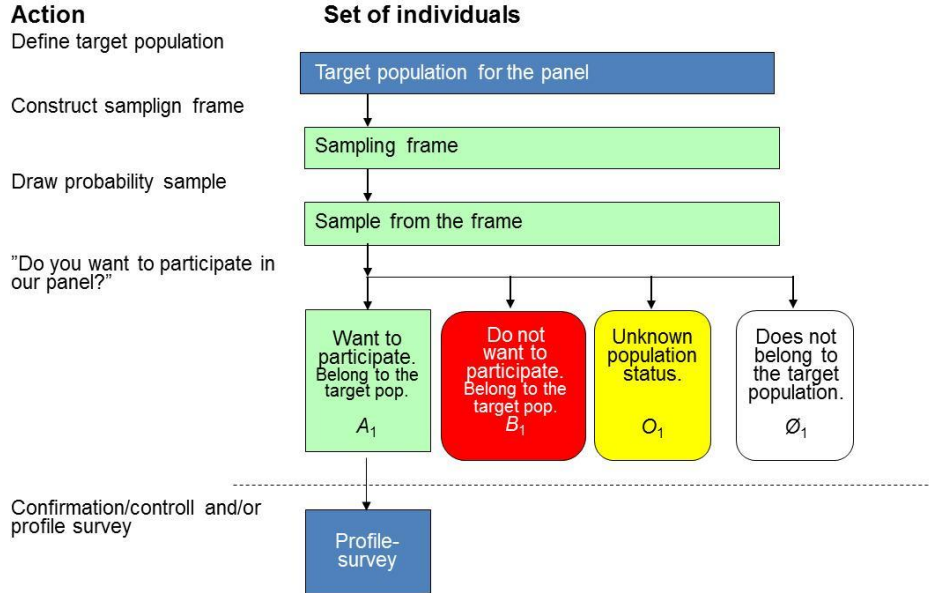 Action
Set of individuals
Define target population
Target population for the panel
Construct samplign frame
Sampling frame
Draw probability sample
Sample from the frame
”Do you want to participate in
our panel?”
Want to
participate.
Belong to the
target pop.
A1
Do not
want to
participate.
Belong to the
target pop.
B1
Unknown
population
status.
O1
Does not
belong to
the target
population.
Ø1
Confirmation/controll and/or
profile survey
Profile-
survey